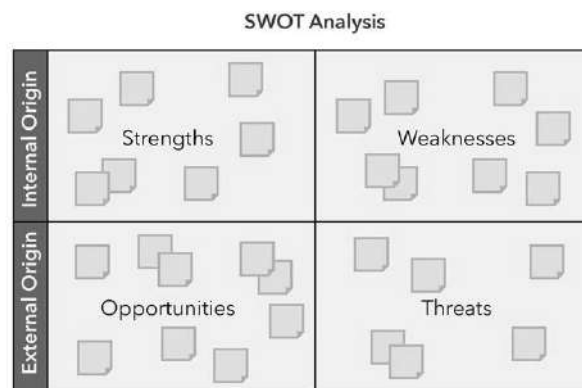 SWOT Analysis
Internal Origin
Strengths
Weaknesses
External Origin
Opportunities
Threats